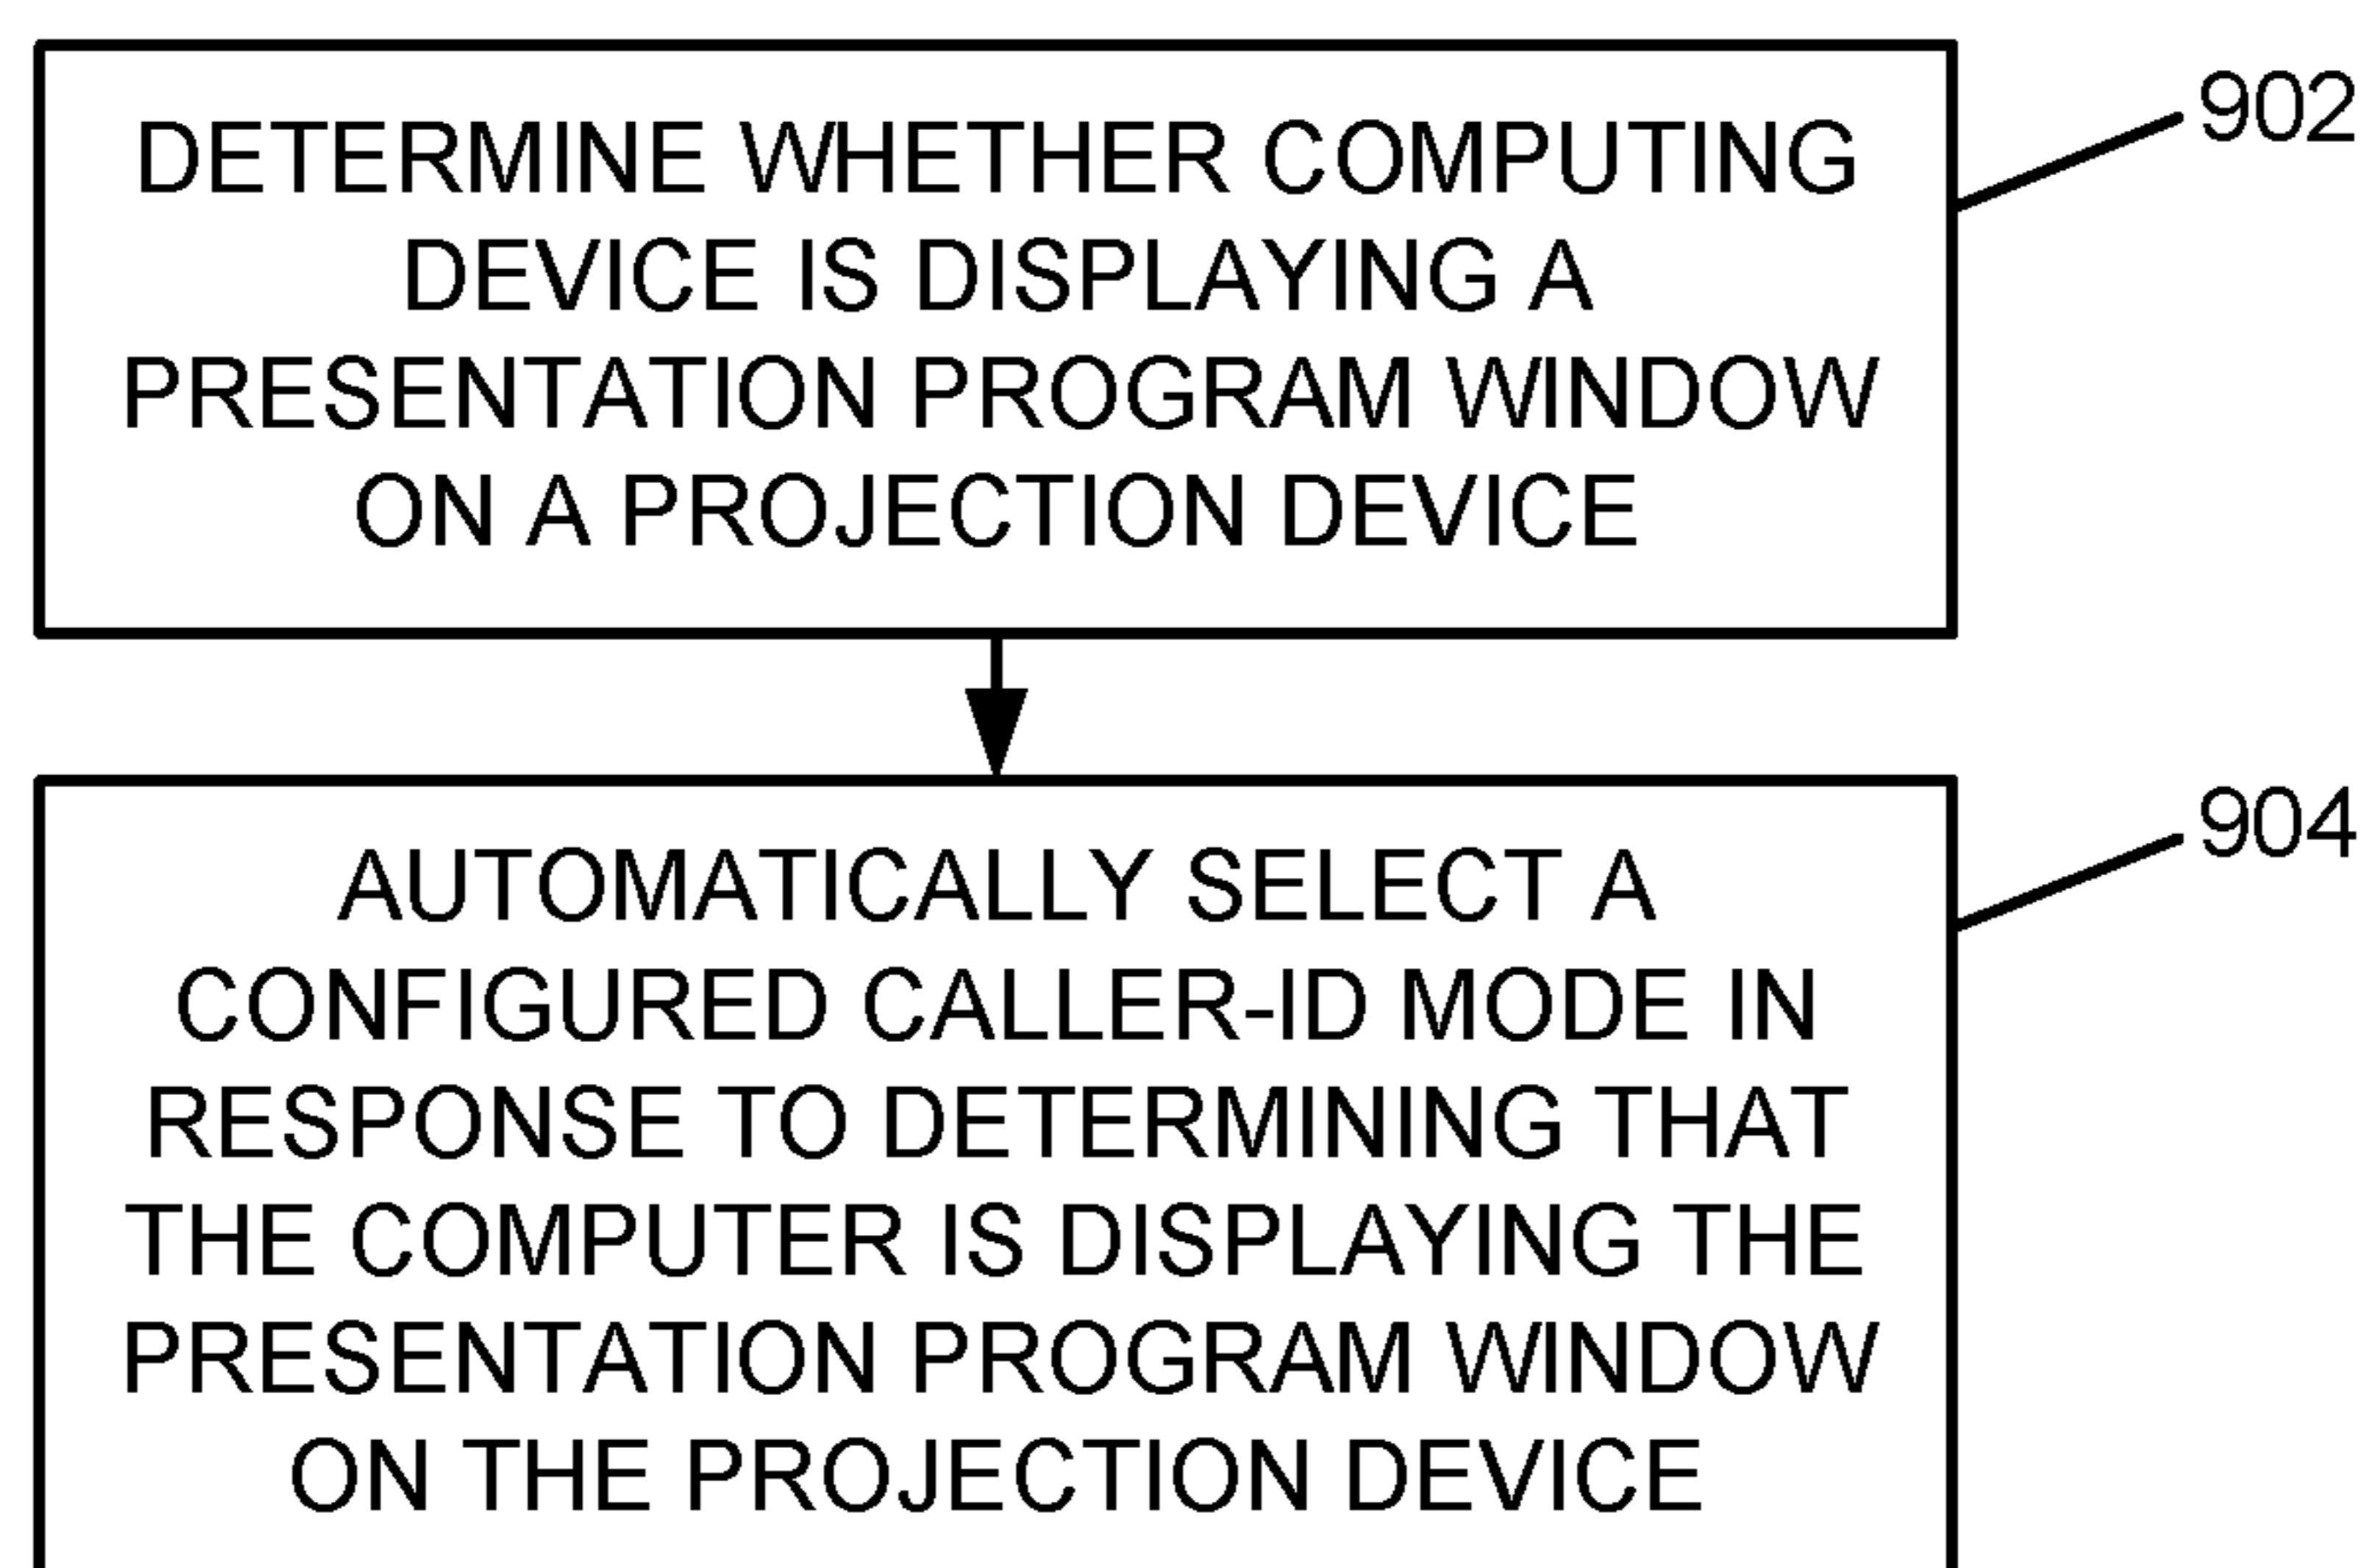 DETERMINE WHETHER COMPUTING
DEVICE IS DISPLAYING A
PRESENTATION PROGRAM WINDOW
ON A PROJECTION DEVICE
902
AUTOMATICALLY SELECT A
CONFIGURED CALLER-ID MODE IN
RESPONSE TO DETERMINING THAT
THE COMPUTER IS DISPLAYING THE
PRESENTATION PROGRAM WINDOW
ON THE PROJECTION DEVICE
904